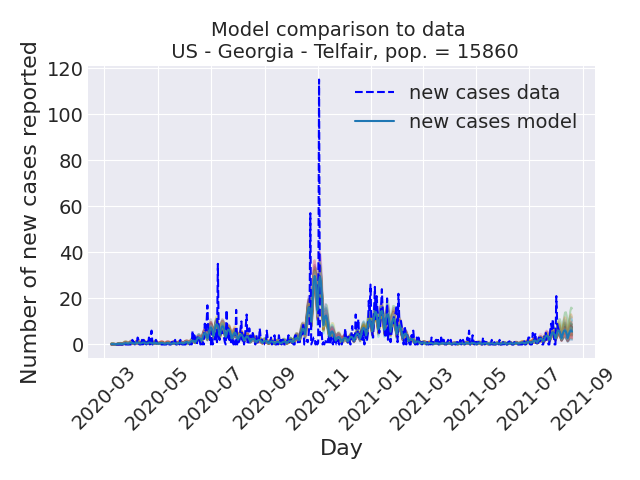 Model comparison to data
US - Georgia - Telfair, pop. = 15860
Number of new cases reported
120
100
80
60
40
20
0
new cases data
new cases model
2020-03
2020-05
2020-07
2020-09
2020-11
2021-01
2021-03
2021-05
2021-07
2021-09
Day